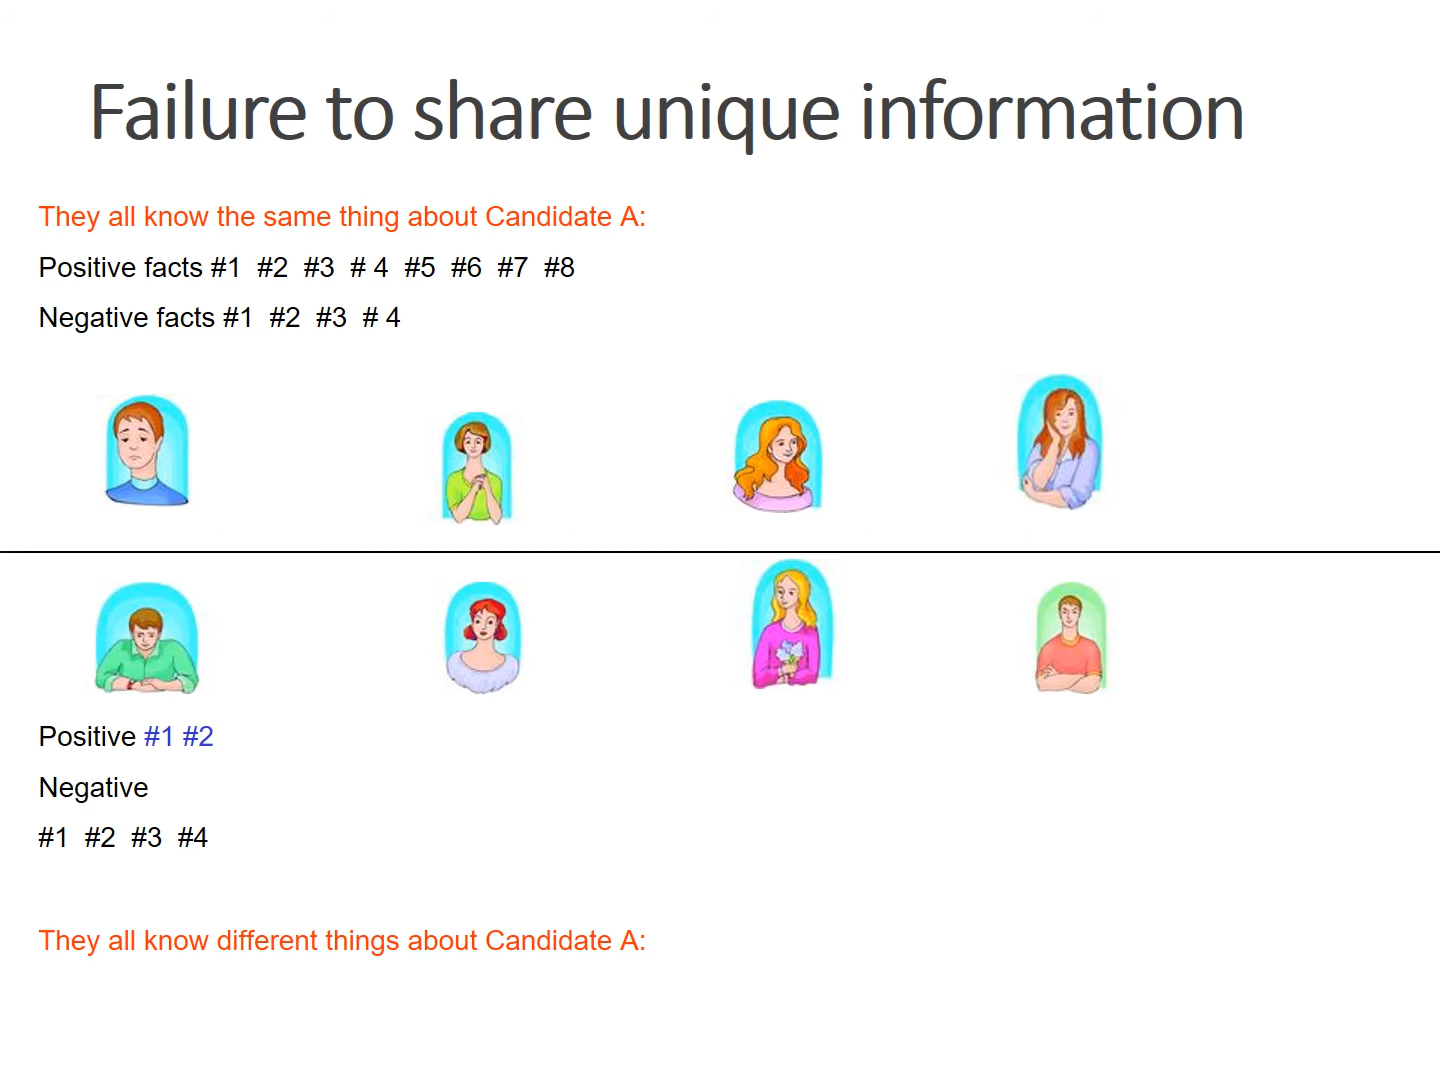 Failure to share unique information
They all know the same thing about Candidate A:
Positive facts #1 #2 #3 # 4 #5 #6 #7 #8
Negative facts #1 #2 #3 # 4
Positive #1 #2
Negative
#1 #2 #3 #4
They all know different things about Candidate A: